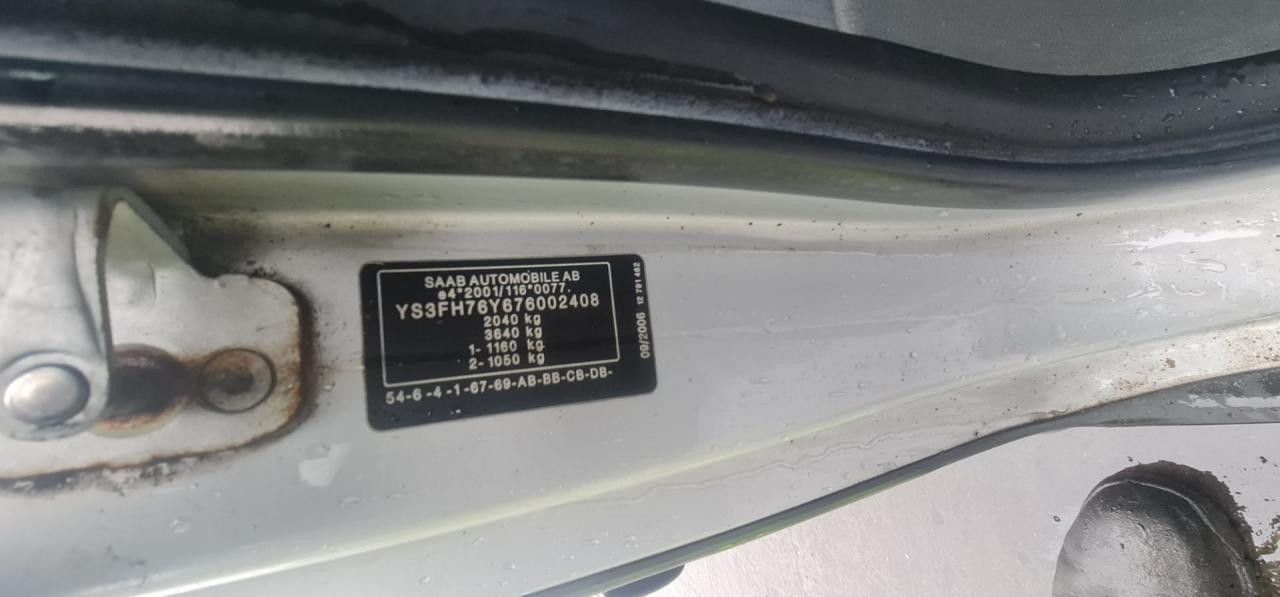 SAAB AUTOMOBILE AB
e4*2001/116*0077.
YS3FH76Y676002408
2040 kg
3640 kg
1- 1160 kg
2- 1050 kg
54-6-4-1-67-69-AB-BB-CB-DB-
09/2006 12 791 482